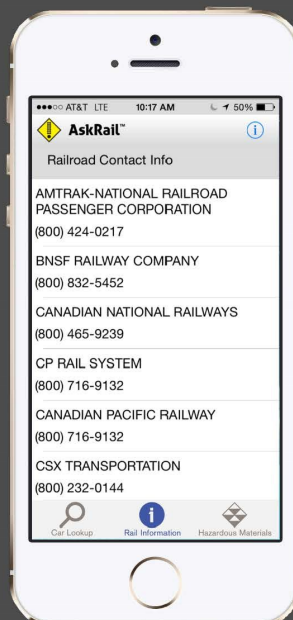 AT&T LTE 10:17 AM 50%
AskRail™
Railroad Contact Info
AMTRAK-NATIONAL RAILROAD
PASSENGER CORPORATION
(800) 424-0217
BNSF RAILWAY COMPANY
(800) 832-5452
CANADIAN NATIONAL RAILWAYS
(800) 465-9239
CP RAIL SYSTEM
(800) 716-9132
CANADIAN PACIFIC RAILWAY
(800) 716-9132
CSX TRANSPORTATION
(800) 232-0144
Car Lookup Rail Information Hazardous Materials